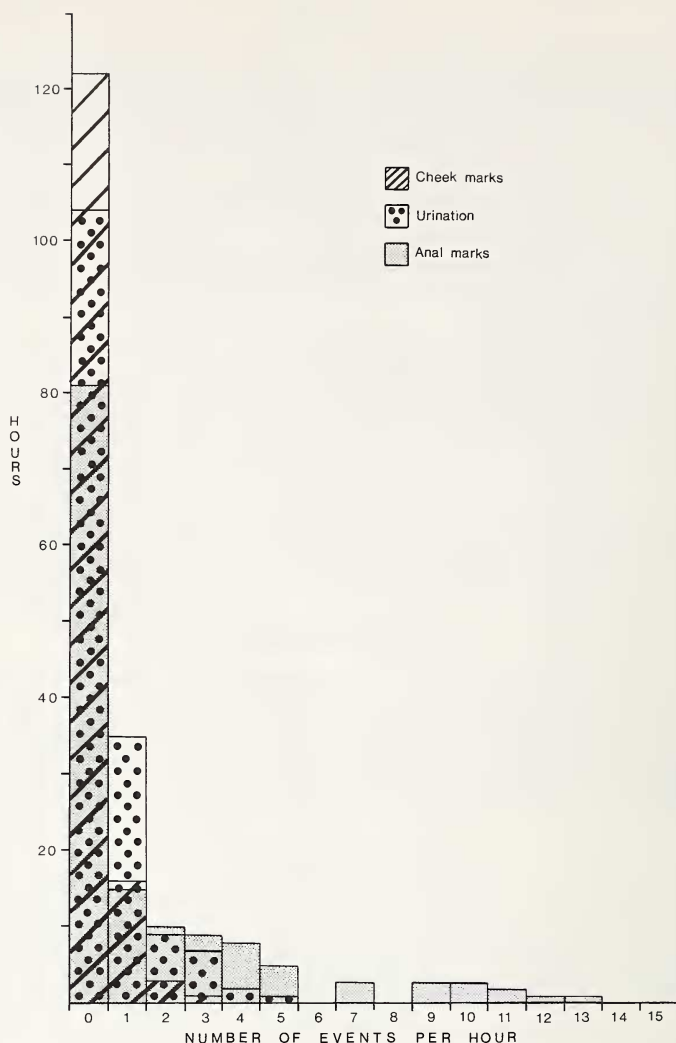 120
100
80
60
40
20
HOURS
Cheek marks
Urination
Anal marks
0 1 2 3 4 5 6 7 8 9 10 11 12 13 14 15
NUMBER OF EVENTS PER HOUR